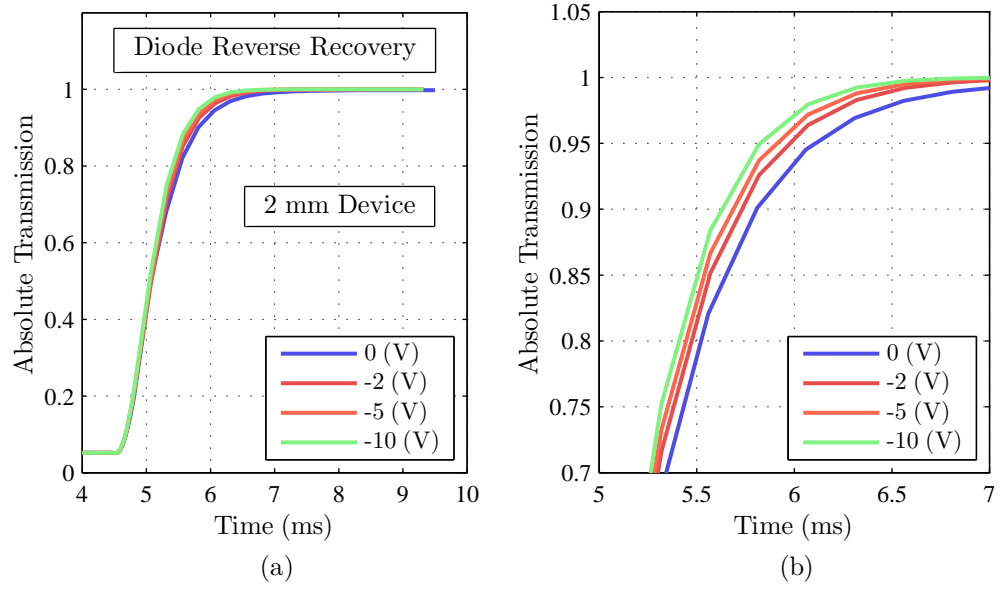 Diode Reverse Recovery
2 mm Device
Absolute Transmission
1
0.8
0.6
0.4
0.2
0
0 (V)
-2 (V)
-5 (V)
-10 (V)
4
5
6
7
8
9
10
Time (ms)
(a)
Absolute Transmission
1.05
1
0.95
0.9
0.85
0.8
0.75
0.7
0 (V)
-2 (V)
-5 (V)
-10 (V)
5
5.5
6
6.5
7
Time (ms)
(b)